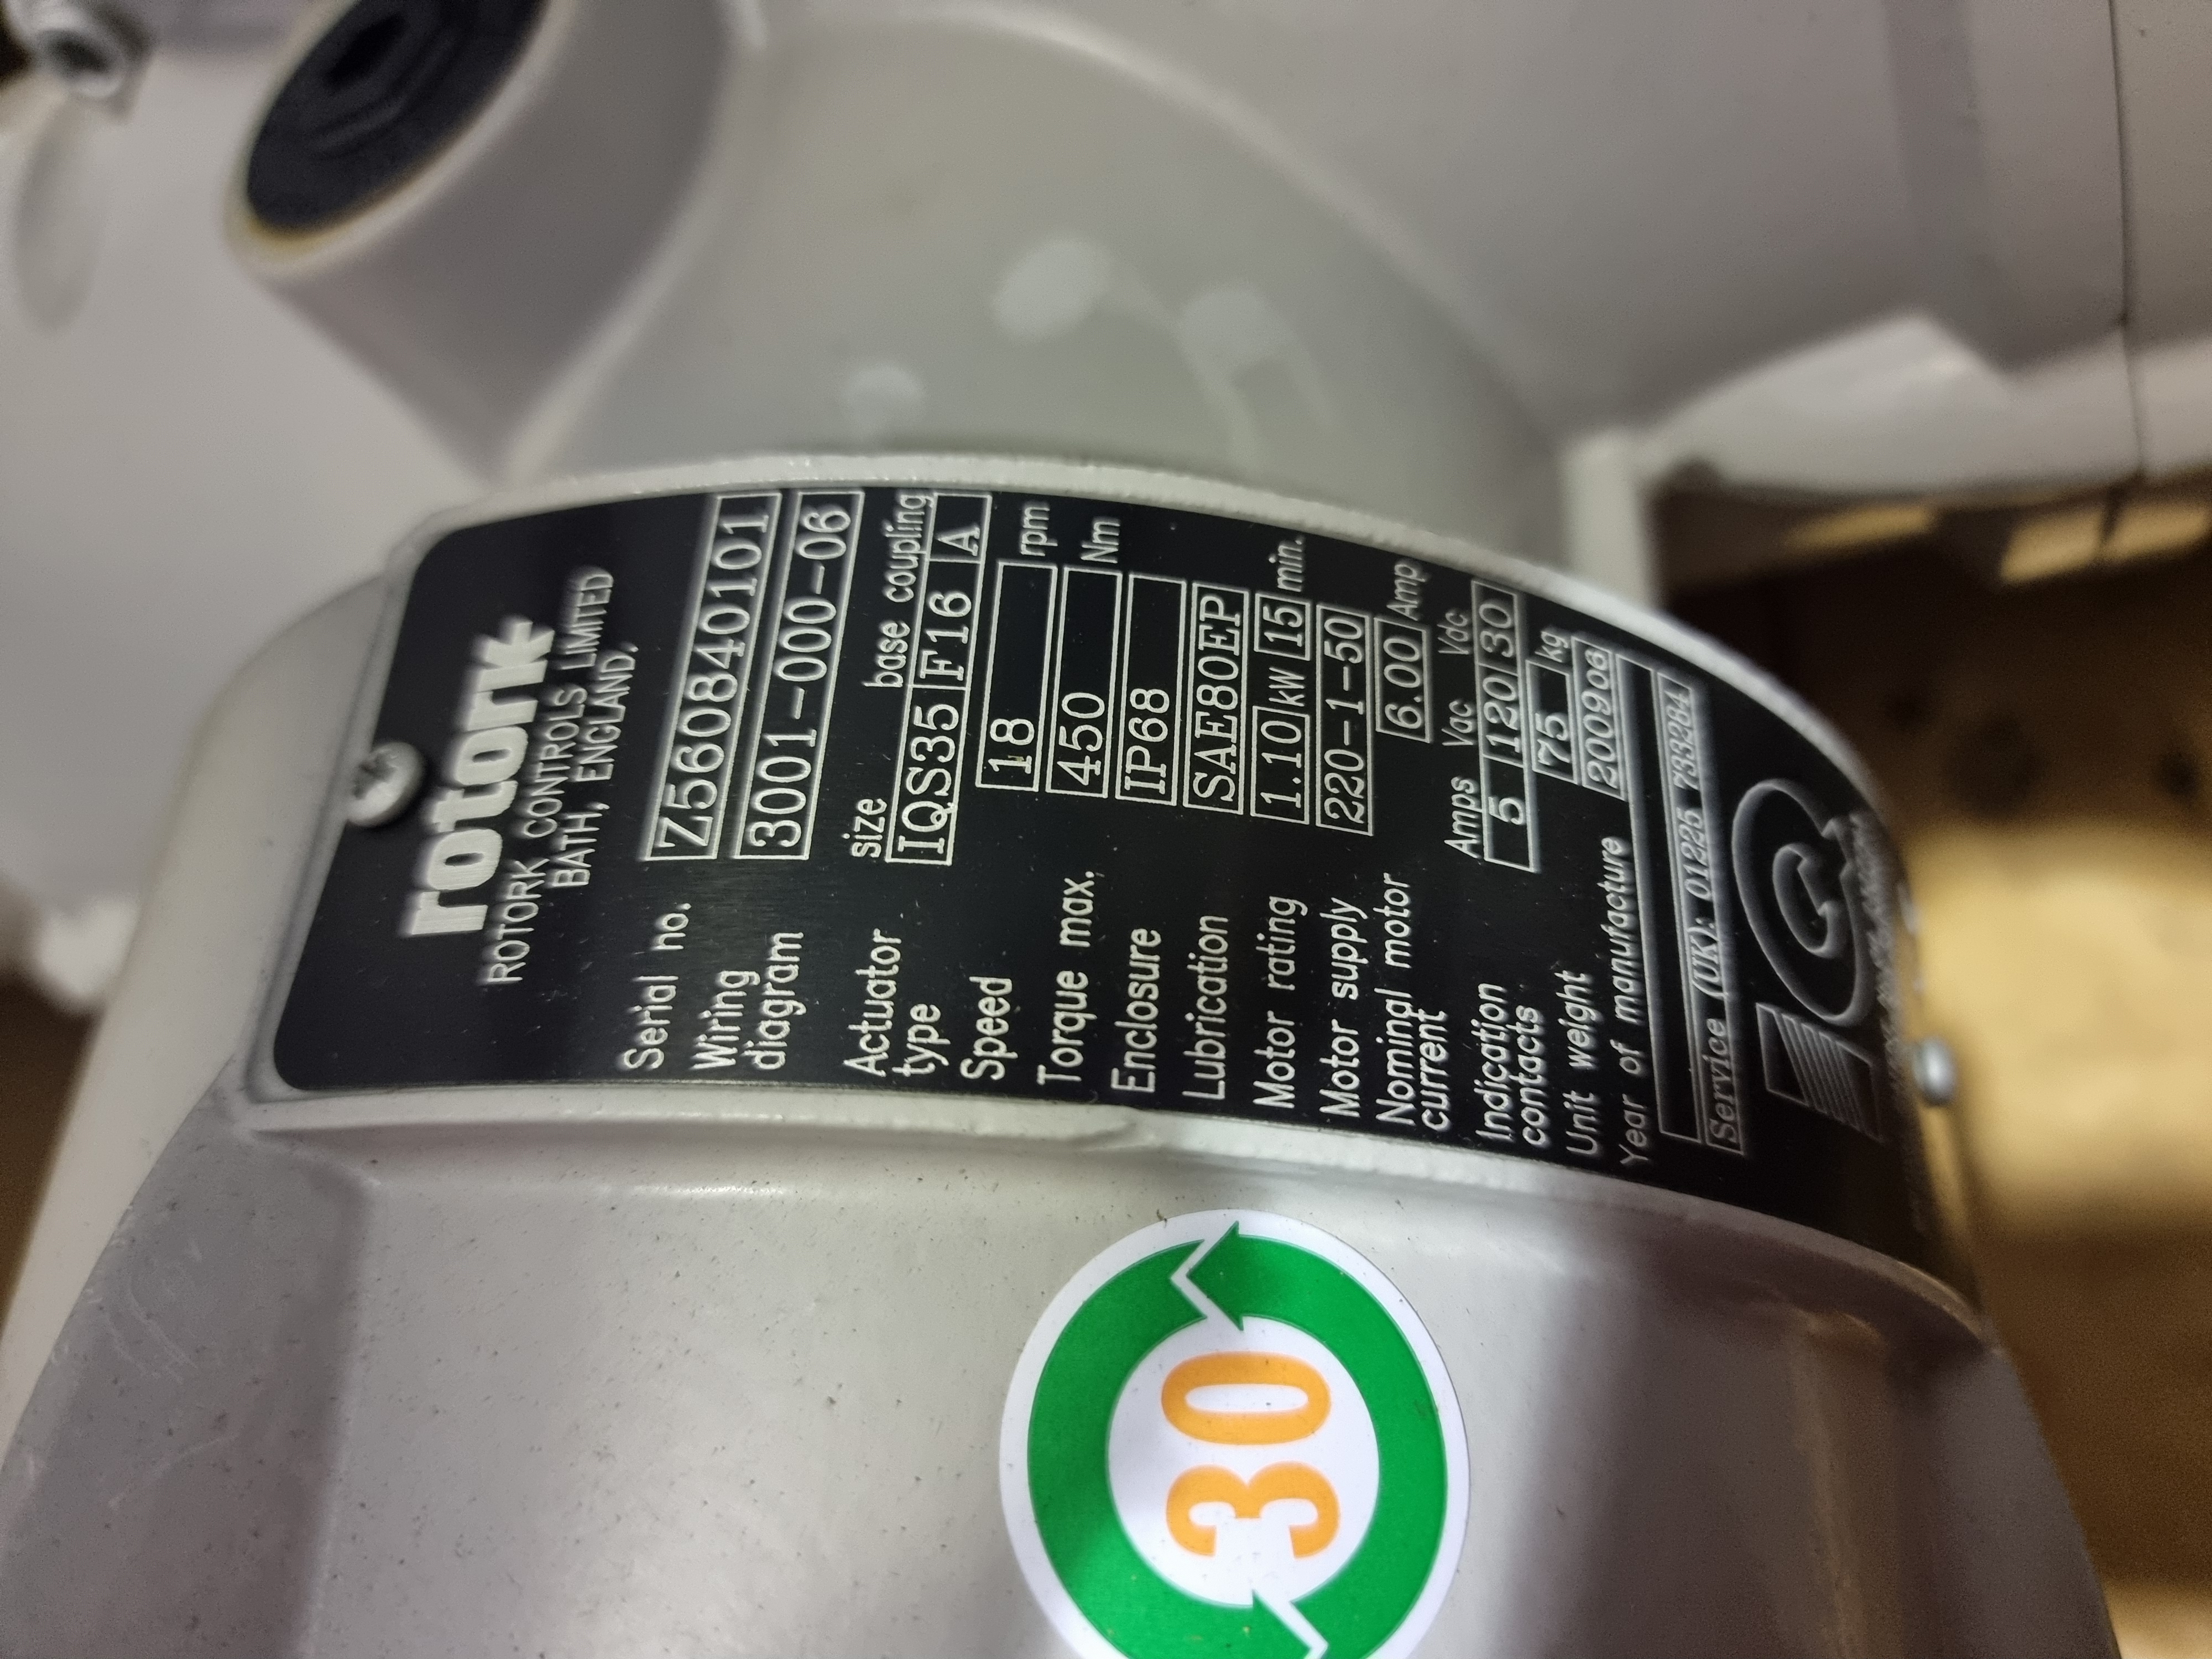 rotork
ROTORK CONTROLS LIMITED
BATH, ENGLAND.
Serial no. Z560840101
Wiring diagram 3001-000-06
size base coupling
Actuator type IQS35 F16 A
Speed 18 rpm
Torque max. 450 Nm
Enclosure IP68
Lubrication SAE80EP
Motor rating 1.10 kW 15 min.
Motor supply 220-1-50
Nominal motor current 6.00 Amp
Amps Vac Vdc
Indication contacts 5 120 30
Unit weight 75 kg
Year of manufacture 200906
Service (UK): 01225 733284
30